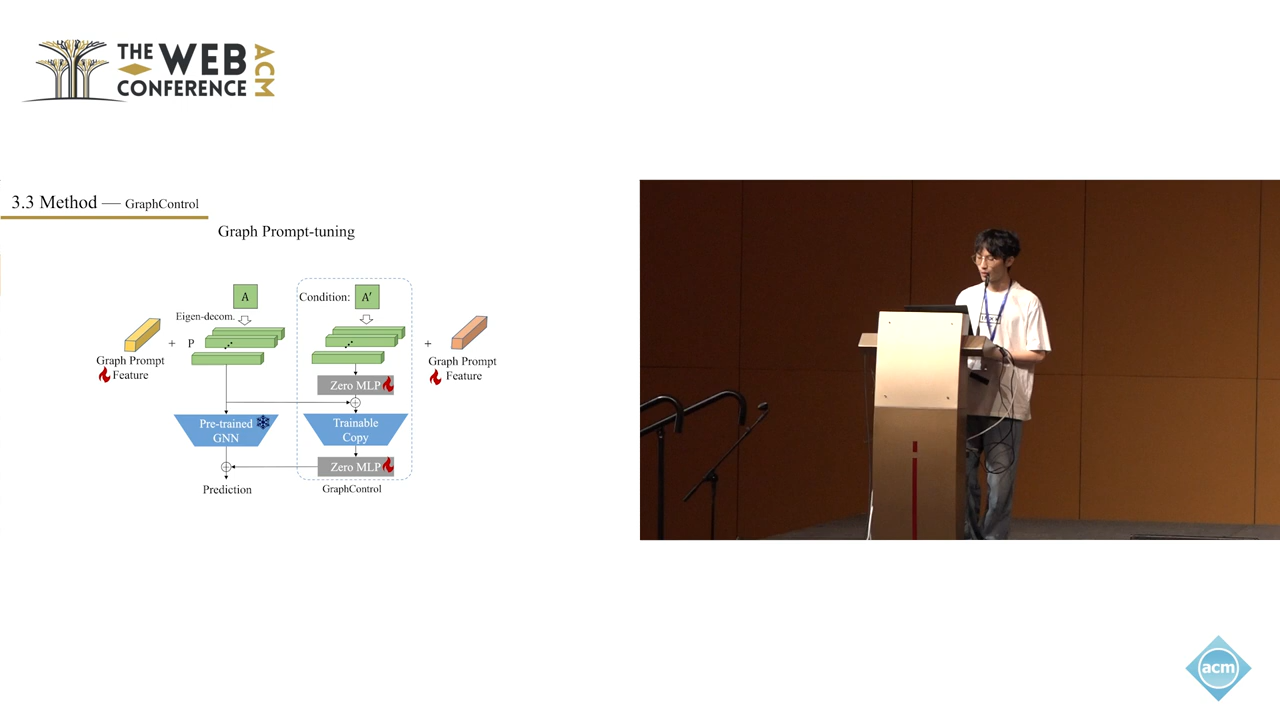 THE WEB
CONFERENCE
ACM
3.3 Method — GraphControl
Graph Prompt-tuning
A
Condition: A′
Eigen-decom.
+ P
+
Graph Prompt
Feature
Graph Prompt
Feature
Zero MLP
Pre-trained
GNN
Trainable
Copy
Zero MLP
Prediction
GraphControl
acm